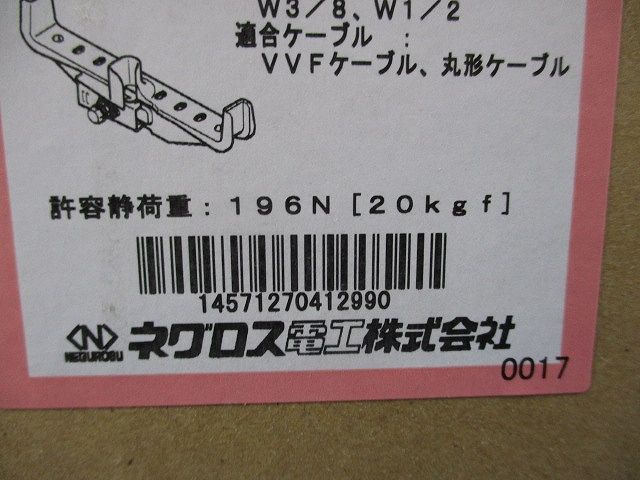 W3/8、W1/2
適合ケーブル :
VVFケーブル、丸形ケーブル
許容静荷重:196N[20kgf]
14571270412990
NEGUROSU ネグロス電工株式会社
0017